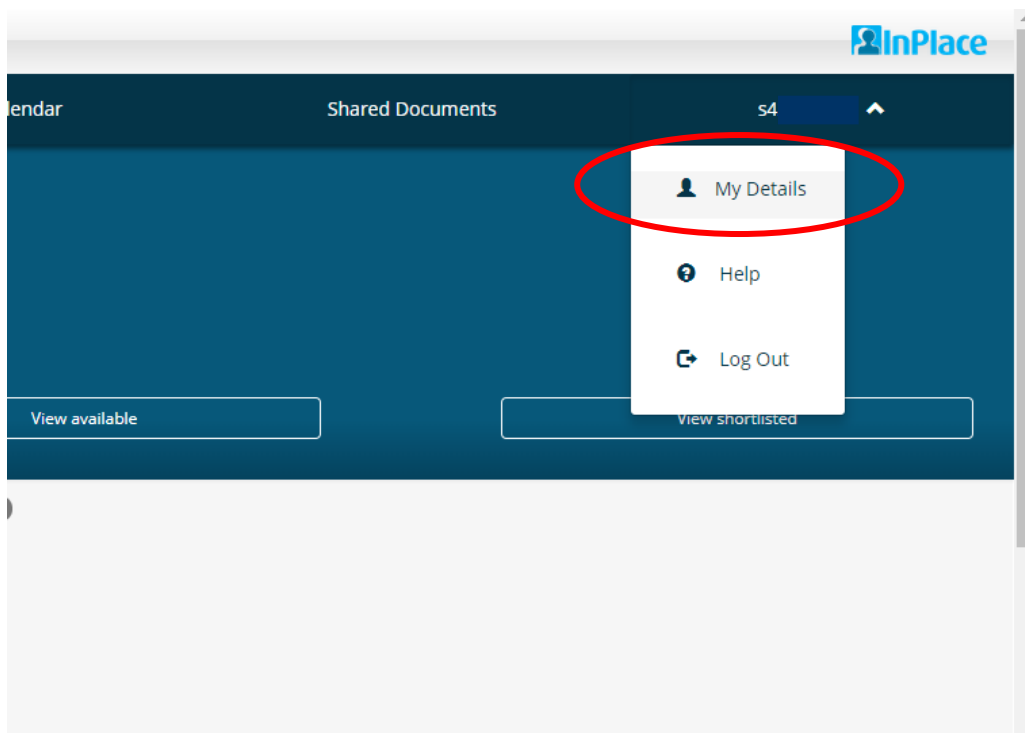 InPlace
lendar
Shared Documents
s4
My Details
Help
Log Out
View available
View shortlisted